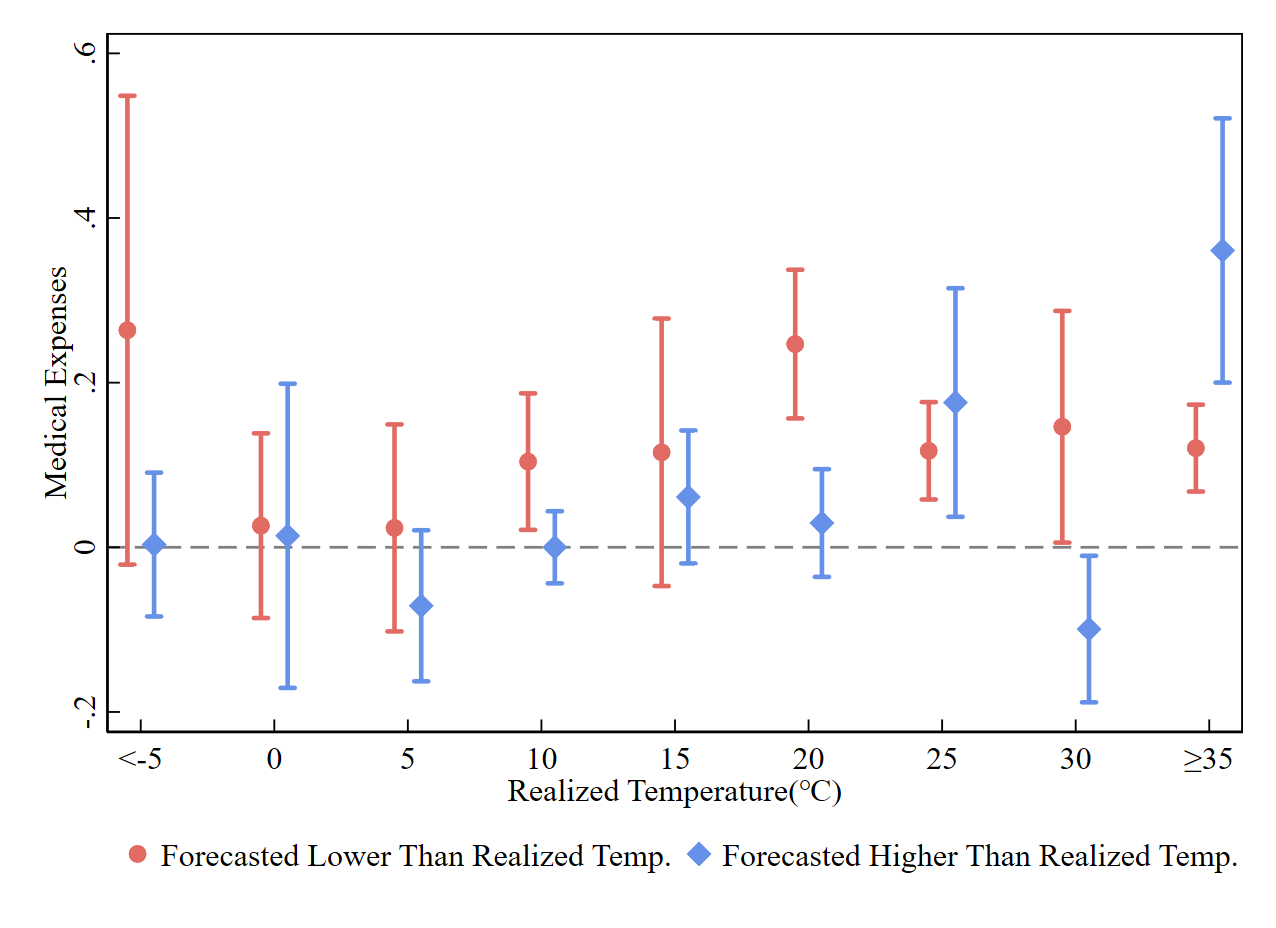 .6
.4
.2
0
-.2
Medical Expenses
<-5 0 5 10 15 20 25 30 ≥35
Realized Temperature(°C)
Forecasted Lower Than Realized Temp. Forecasted Higher Than Realized Temp.